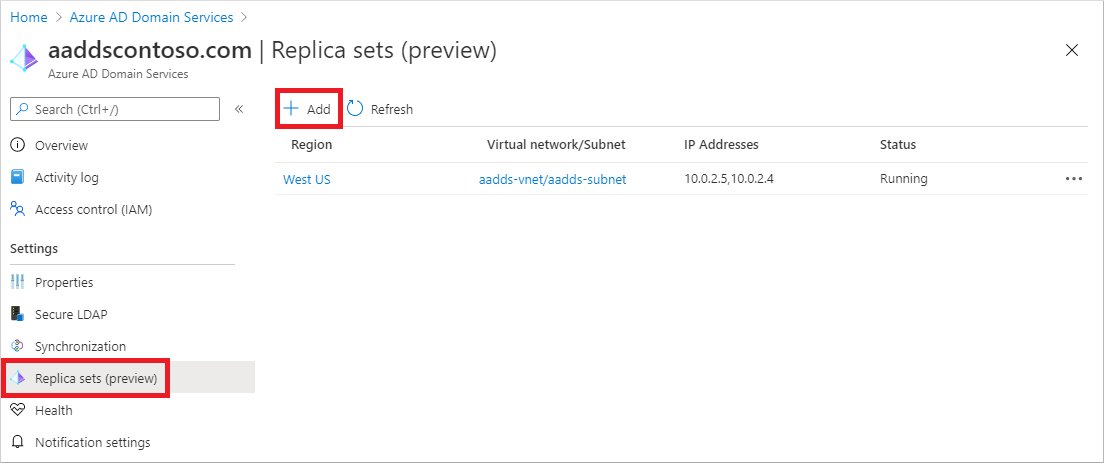 Home > Azure AD Domain Services >
aaddscontoso.com | Replica sets (preview)
Azure AD Domain Services
Search (Ctrl+/)
«
+ Add
Refresh
Overview
Activity log
Access control (IAM)
Settings
Properties
Secure LDAP
Synchronization
Replica sets (preview)
Health
Notification settings
Region Virtual network/Subnet IP Addresses Status
West US aadds-vnet/aadds-subnet 10.0.2.5,10.0.2.4 Running ...